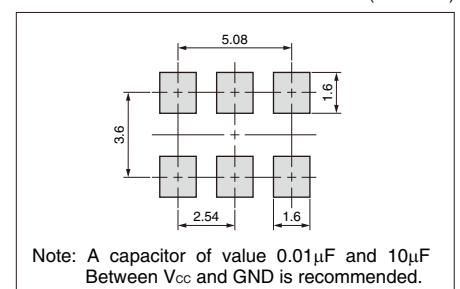 5.08
1.6
3.6
2.54
1.6
Note: A capacitor of value 0.01μF and 10μF
Between Vcc and GND is recommended.